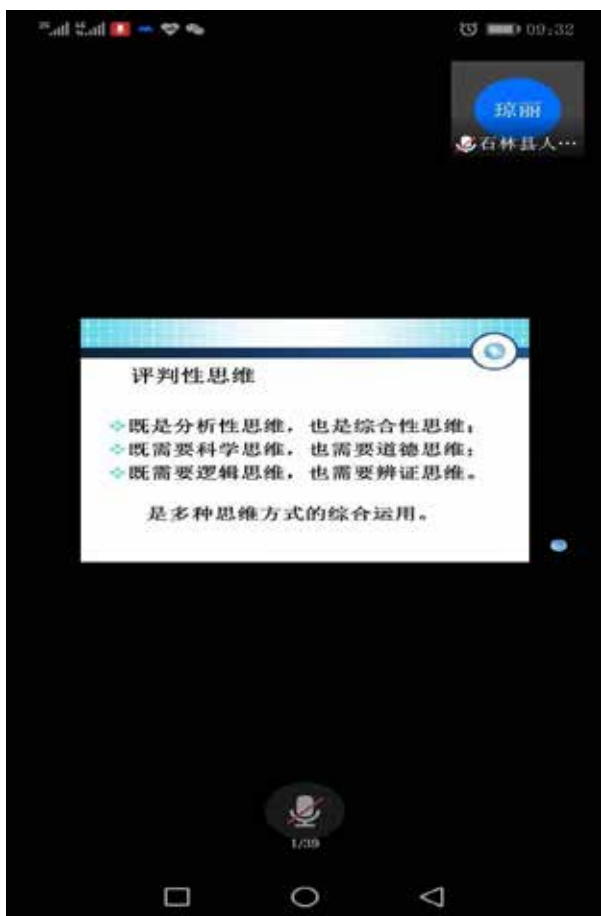 09:32
琼丽
石林县人…
评判性思维
既是分析性思维，也是综合性思维；
既需要科学思维，也需要道德思维；
既需要逻辑思维，也需要辨证思维。
是多种思维方式的综合运用。
1/39